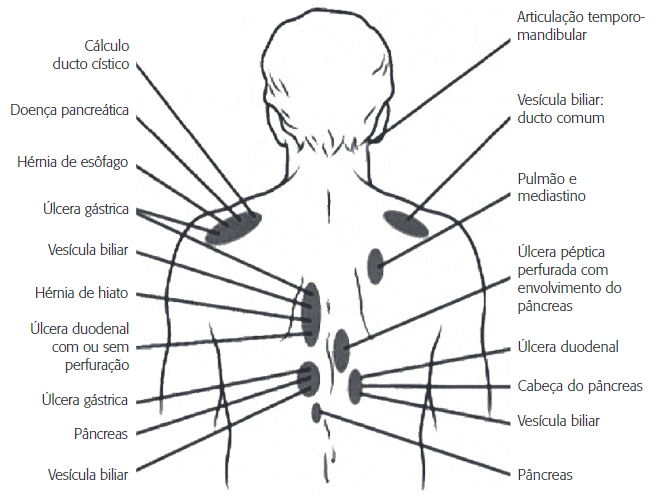 Cálculo
ducto cístico
Doença pancreática
Hérnia de esôfago
Úlcera gástrica
Vesícula biliar
Hérnia de hiato
Úlcera duodenal
com ou sem
perfuração
Úlcera gástrica
Pâncreas
Vesícula biliar
Articulação temporo-
mandibular
Vesícula biliar:
ducto comum
Pulmão e
mediastino
Úlcera péptica
perfurada com
envolvimento do
pâncreas
Úlcera duodenal
Cabeça do pâncreas
Vesícula biliar
Pâncreas